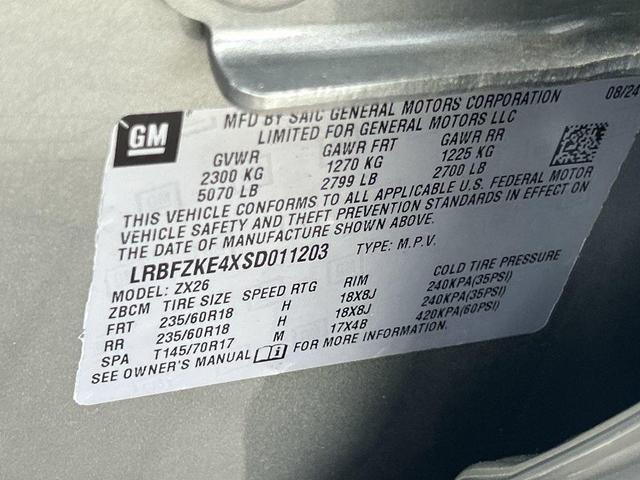 GM
MFD BY SAIC GENERAL MOTORS CORPORATION 08/24
LIMITED FOR GENERAL MOTORS LLC
GVWR GAWR FRT GAWR RR
2300 KG 1270 KG 1225 KG
5070 LB 2799 LB 2700 LB
THIS VEHICLE CONFORMS TO ALL APPLICABLE U.S. FEDERAL MOTOR
VEHICLE SAFETY AND THEFT PREVENTION STANDARDS IN EFFECT ON
THE DATE OF MANUFACTURE SHOWN ABOVE.
LRBFZKE4XSD011203 TYPE: M.P.V.
MODEL: ZX26
ZBCM TIRE SIZE SPEED RTG RIM COLD TIRE PRESSURE
FRT 235/60R18 H 18X8J 240KPA(35PSI)
RR 235/60R18 H 18X8J 240KPA(35PSI)
SPA T145/70R17 M 17X4B 420KPA(60PSI)
SEE OWNER'S MANUAL FOR MORE INFORMATION.